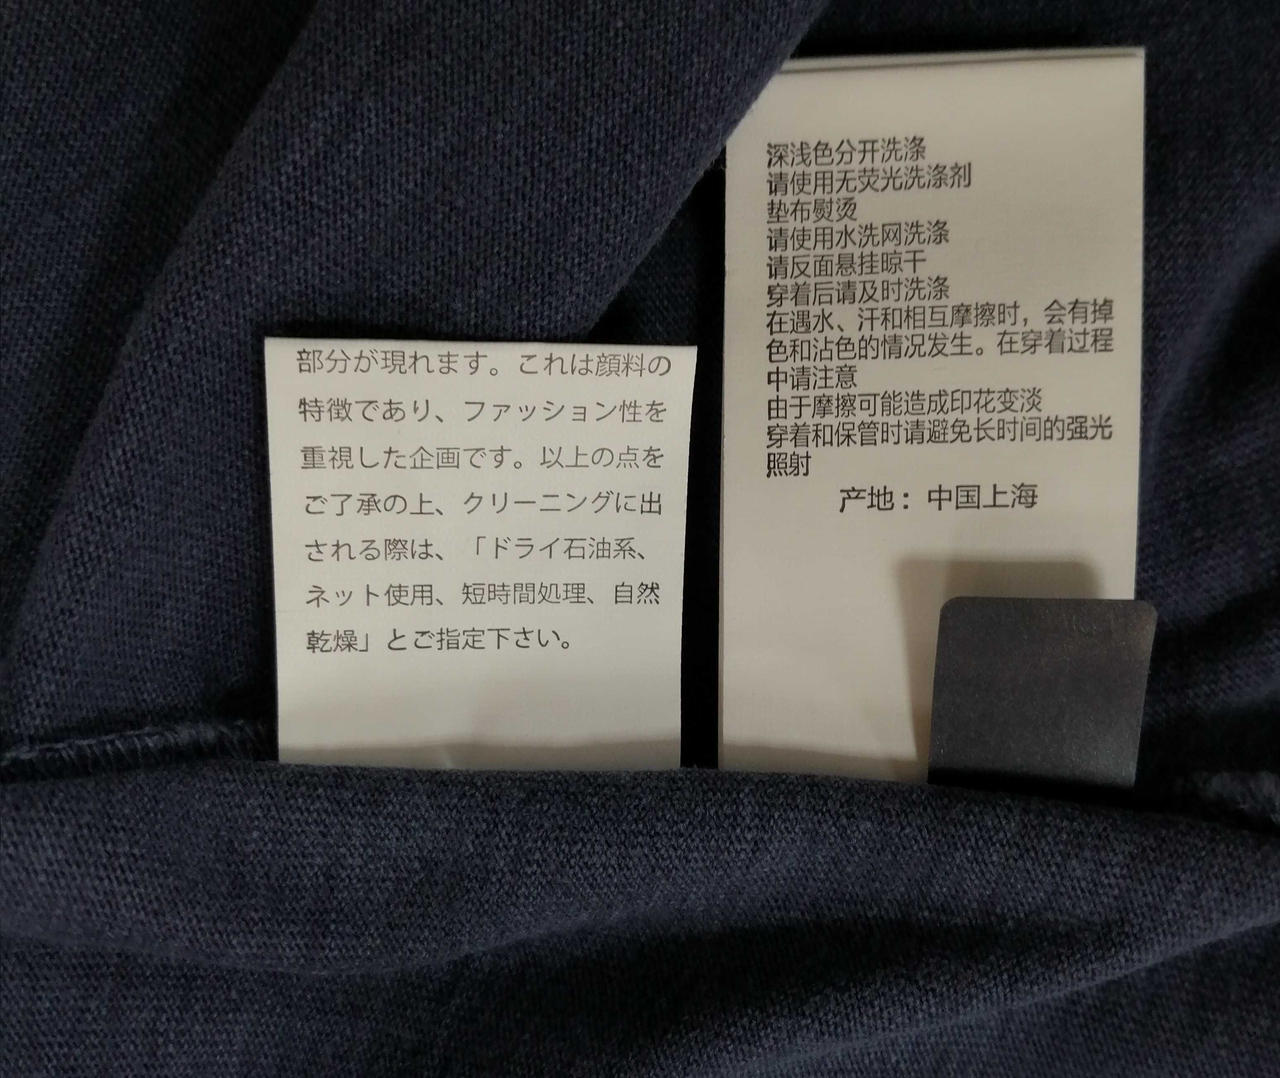 部分が現れます。これは顔料の
特徴であり、ファッション性を
重視した企画です。以上の点を
ご了承の上、クリーニングに出
される際は、「ドライ石油系、
ネット使用、短時間処理、自然
乾燥」とご指定下さい。
深浅色分开洗涤
请使用无荧光洗涤剂
垫布熨烫
请使用水洗网洗涤
请反面悬挂晾干
穿着后请及时洗涤
在遇水、汗和相互摩擦时，会有掉
色和沾色的情况发生。在穿着过程
中请注意
由于摩擦可能造成印花变淡
穿着和保管时请避免长时间的强光
照射
产地：中国上海